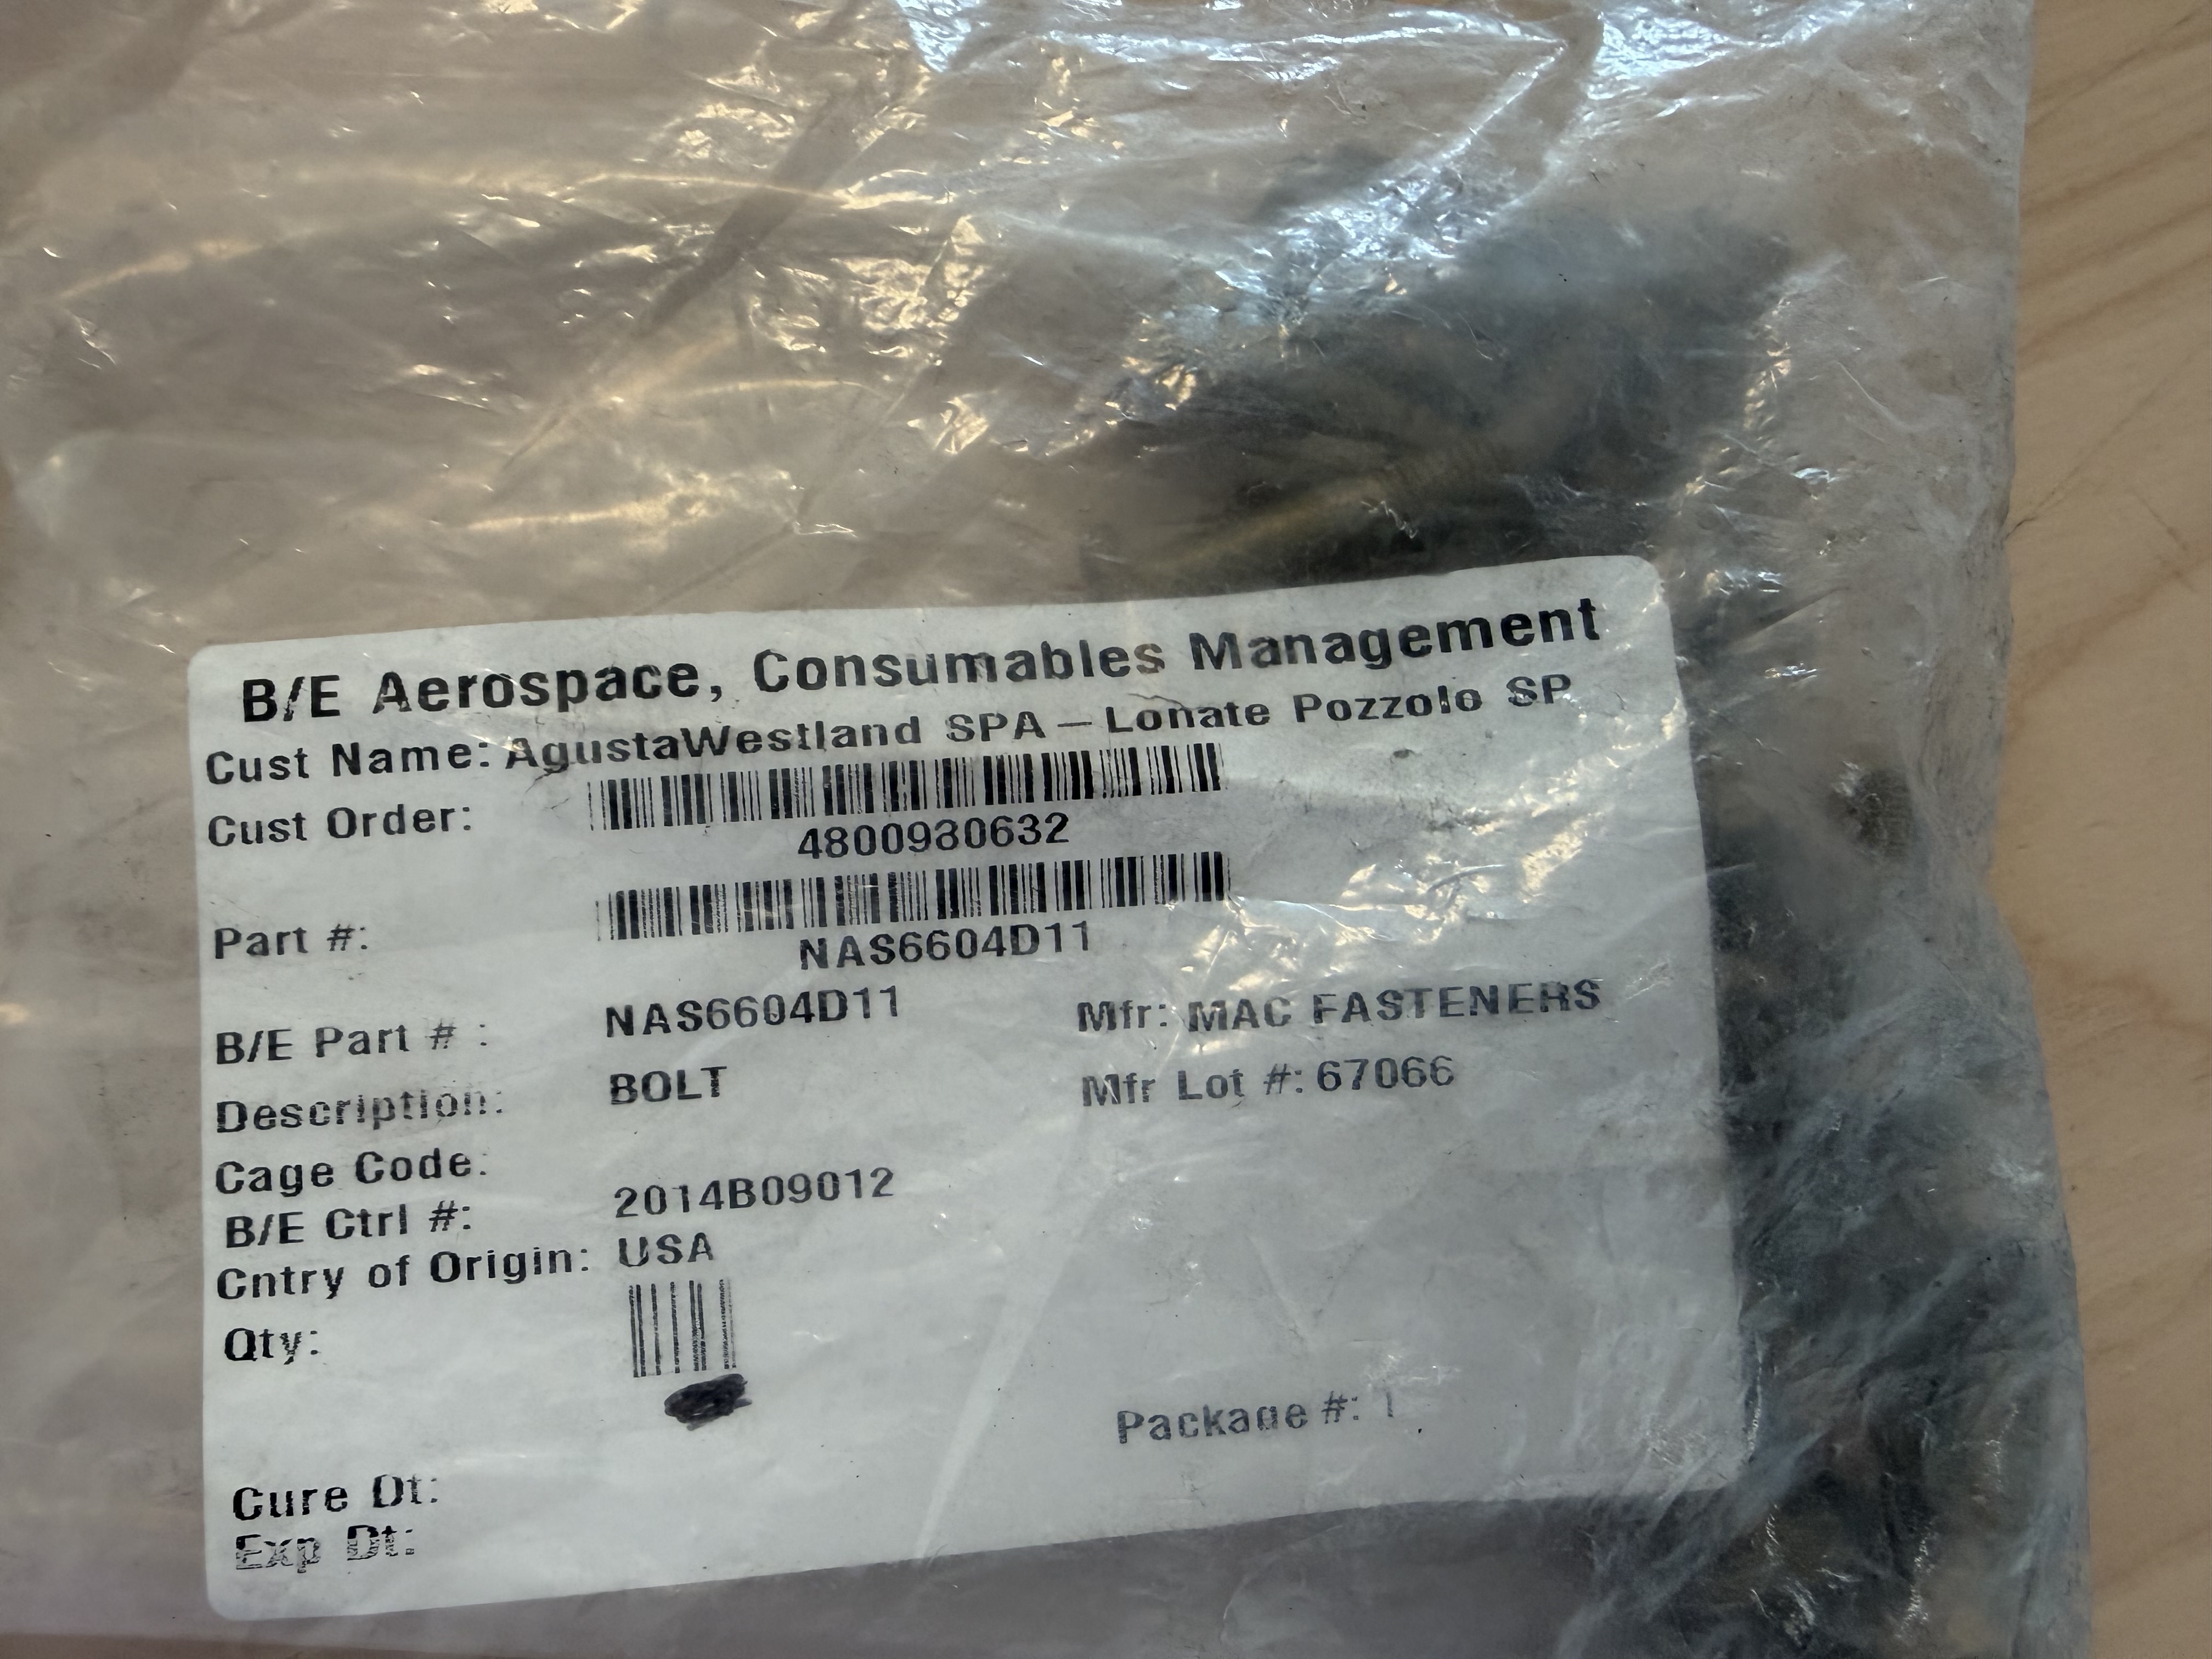 B/E Aerospace, Consumables Management
Cust Name: AgustaWestland SPA – Lonate Pozzolo SP
Cust Order:
4800980632
Part #:
NAS6604D11
B/E Part # : NAS6604D11 Mfr: MAC FASTENERS
Description: BOLT Mfr Lot #: 67066
Cage Code:
B/E Ctrl #: 2014B09012
Cntry of Origin: USA
Qty:
Package #: 1
Cure Dt:
Exp Dt: